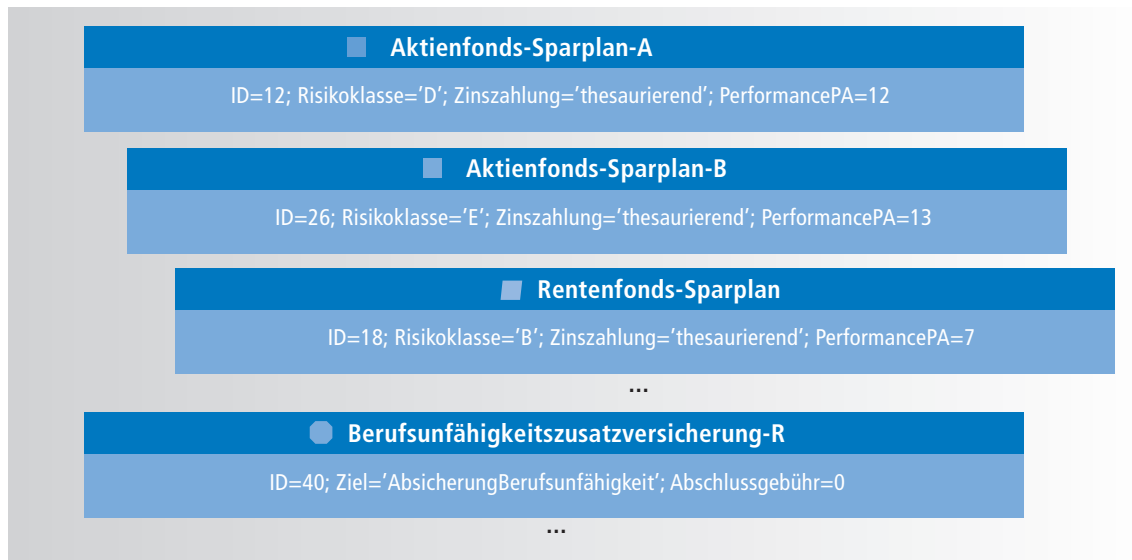 Aktienfonds-Sparplan-A
ID=12; Risikoklasse=’D’; Zinszahlung=’thesaurierend’; PerformancePA=12
Aktienfonds-Sparplan-B
ID=26; Risikoklasse=’E’; Zinszahlung=’thesaurierend’; PerformancePA=13
Rentenfonds-Sparplan
ID=18; Risikoklasse=’B’; Zinszahlung=’thesaurierend’; PerformancePA=7
...
Berufsunfähigkeitszusatzversicherung-R
ID=40; Ziel=’AbsicherungBerufsunfähigkeit’; Abschlussgebühr=0
...